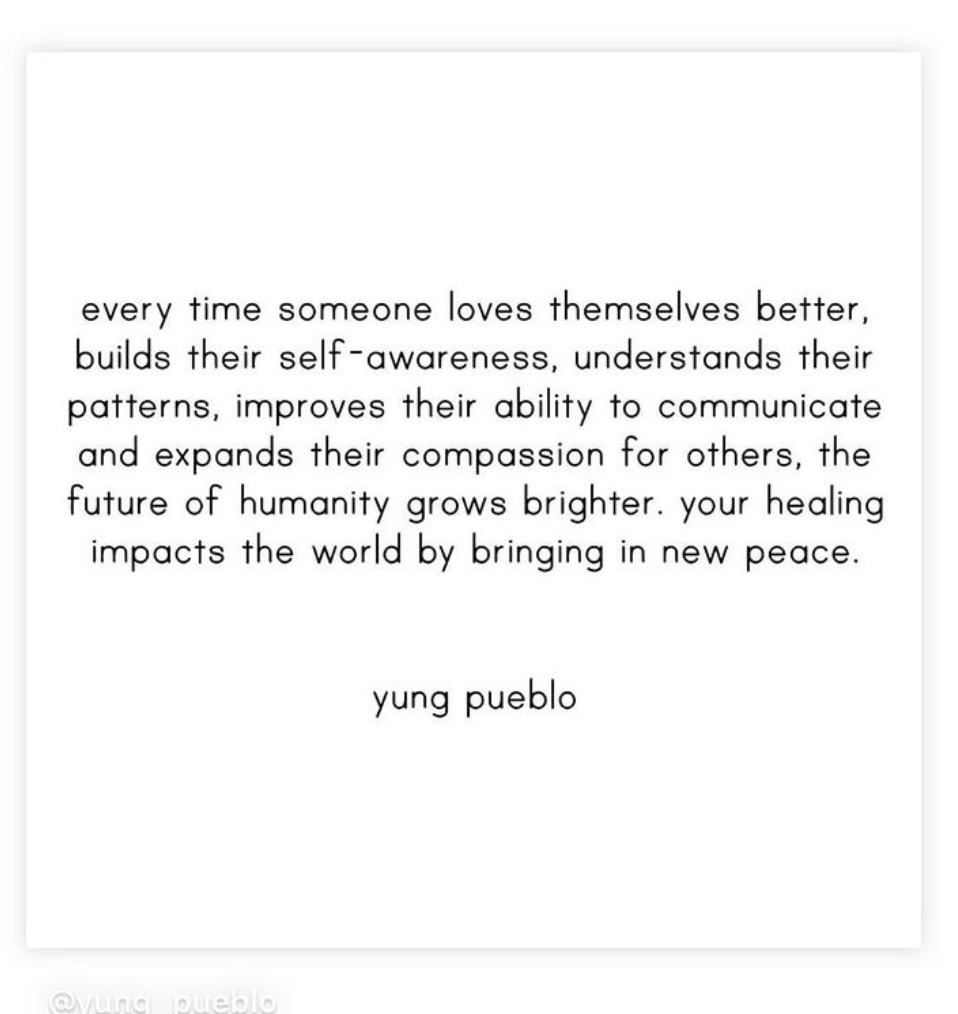 every time someone loves themselves better,
builds their self-awareness, understands their
patterns, improves their ability to communicate
and expands their compassion for others, the
future of humanity grows brighter. your healing
impacts the world by bringing in new peace.
yung pueblo
@yung_pueblo